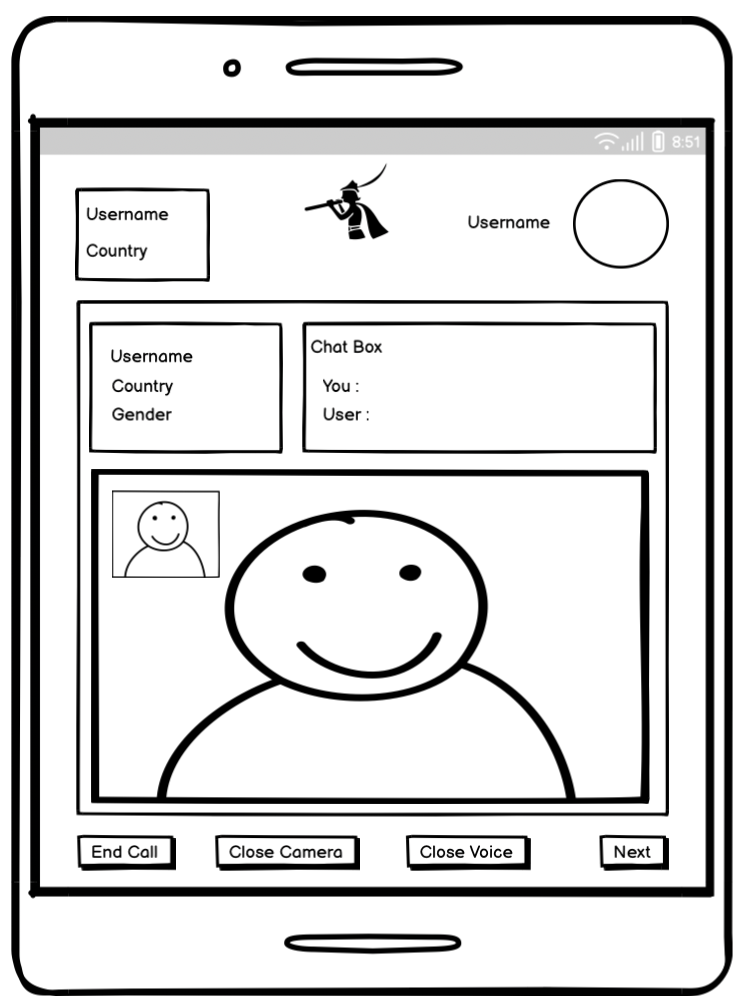 8:51
Username
Country
Username
Username
Country
Gender
Chat Box
You :
User :
End Call
Close Camera
Close Voice
Next